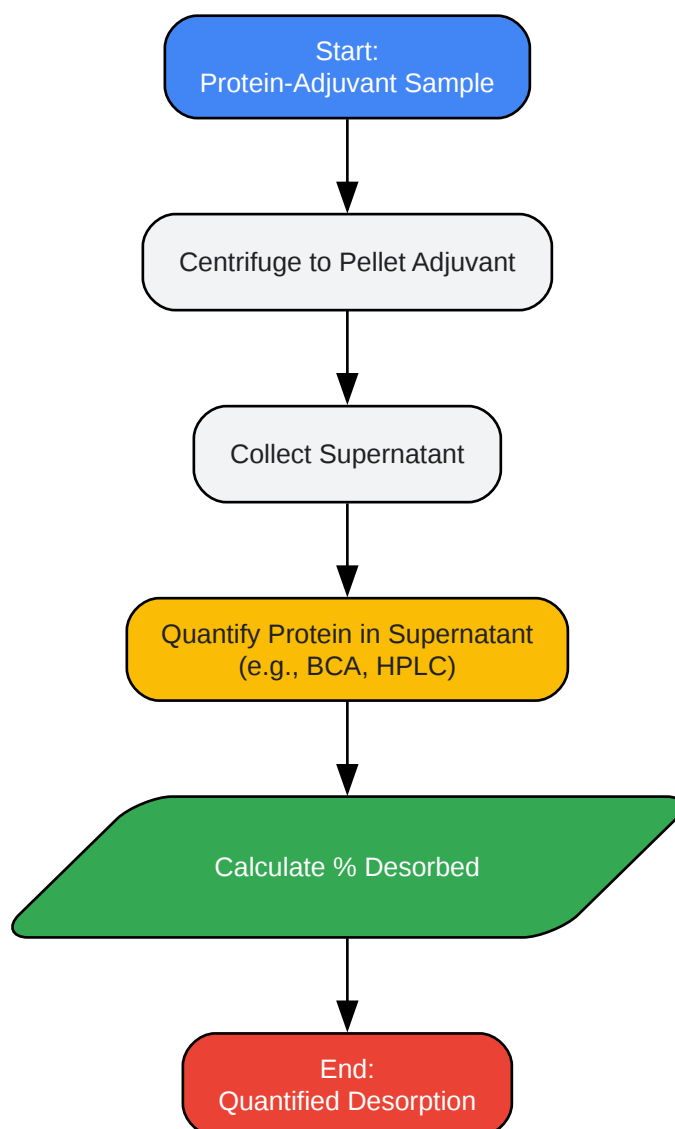 Start:
Protein-Adjuvant Sample
Centrifuge to Pellet Adjuvant
Collect Supernatant
Quantify Protein in Supernatant
(e.g., BCA, HPLC)
Calculate % Desorbed
End:
Quantified Desorption